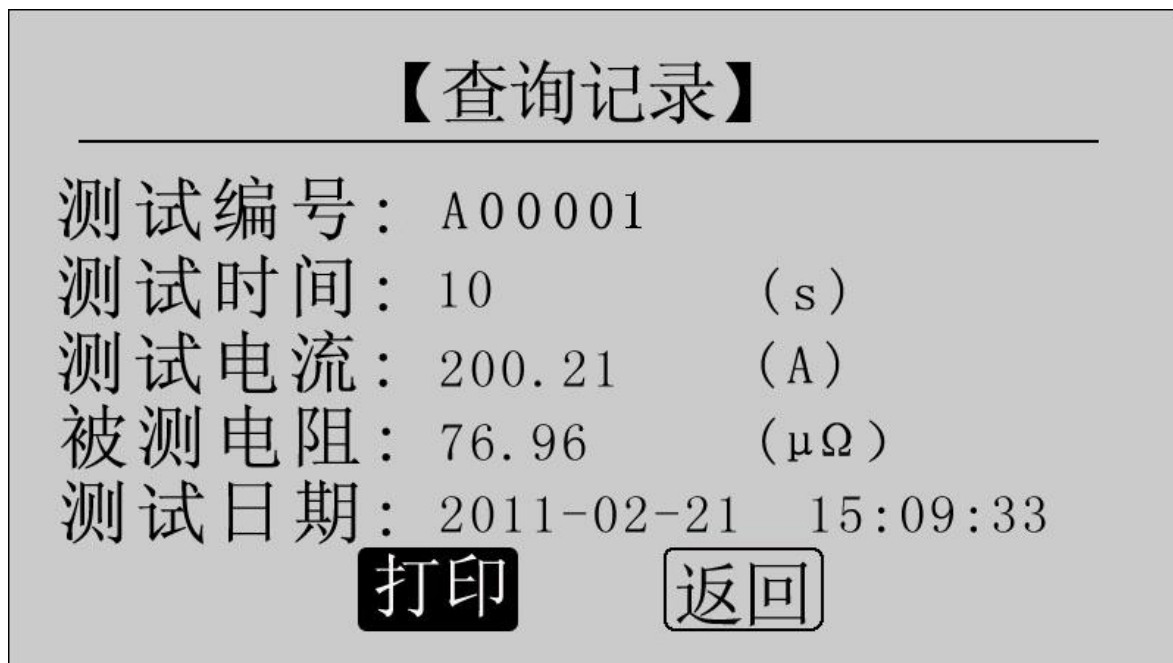 【查询记录】
测试编号: A00001
测试时间: 10 (s)
测试电流: 200.21 (A)
被测电阻: 76.96 (μΩ)
测试日期: 2011-02-21 15:09:33
打印 返回